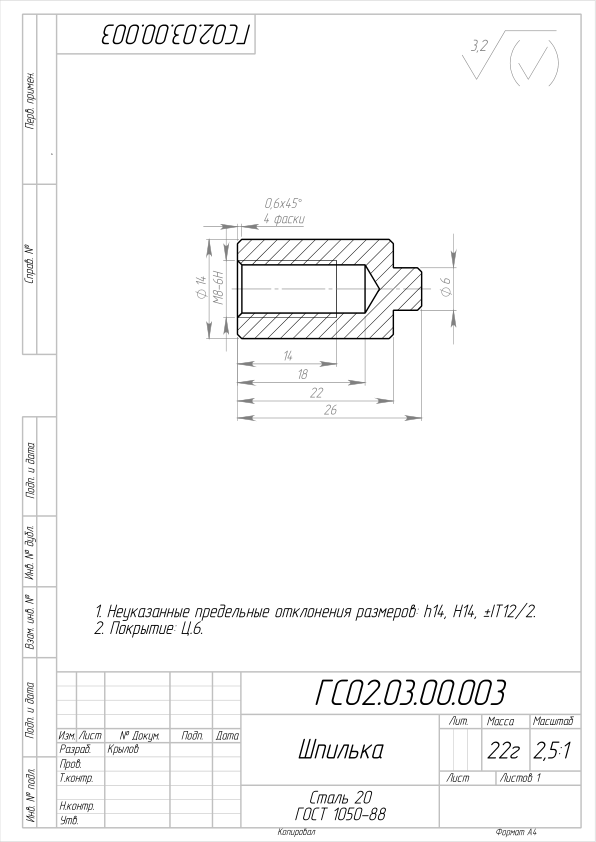 ГС02.03.00.003
3,2
Перв. примен.
Справ. №
Подп. и дата
Инв. № дубл.
Взам. инв. №
Подп. и дата
Инв. № подл.
0,6х45°
4 фаски
∅ 14
М8-6Н
∅ 6
14
18
22
26
1. Неуказанные предельные отклонения размеров: h14, H14, ±IT12/2.
2. Покрытие: Ц.6.
ГС02.03.00.003
Изм. Лист № Докум. Подп. Дата
Разраб. Крылов
Пров.
Т.контр.
Н.контр.
Утв.
Шпилька
Лит. Масса Масштаб
22г 2,5:1
Лист Листов 1
Сталь 20
ГОСТ 1050-88
Копировал Формат А4